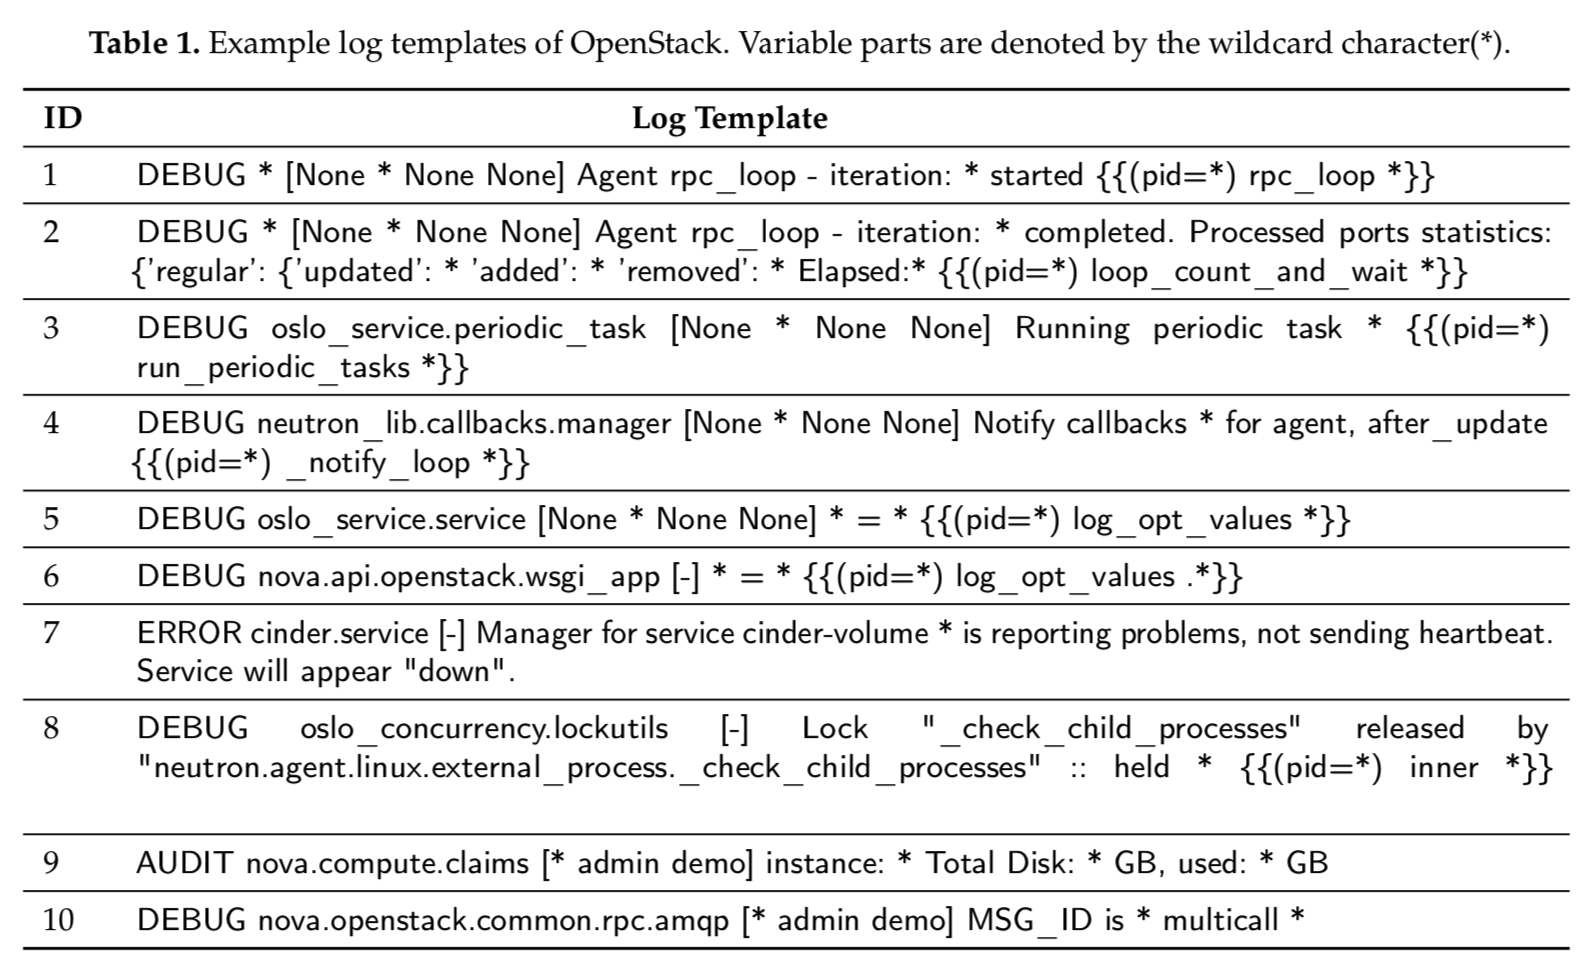 Table 1. Example log templates of OpenStack. Variable parts are denoted by the wildcard character(*).
ID Log Template
1 DEBUG * [None * None None] Agent rpc_loop - iteration: * started {{(pid=*) rpc_loop *}}
2 DEBUG * [None * None None] Agent rpc_loop - iteration: * completed. Processed ports statistics:
{'regular': {'updated': * 'added': * 'removed': * Elapsed:* {{(pid=*) loop_count_and_wait *}}
3 DEBUG oslo_service.periodic_task [None * None None] Running periodic task * {{(pid=*)
run_periodic_tasks *}}
4 DEBUG neutron_lib.callbacks.manager [None * None None] Notify callbacks * for agent, after_update
{{(pid=*) _notify_loop *}}
5 DEBUG oslo_service.service [None * None None] * = * {{(pid=*) log_opt_values *}}
6 DEBUG nova.api.openstack.wsgi_app [-] * = * {{(pid=*) log_opt_values .*}}
7 ERROR cinder.service [-] Manager for service cinder-volume * is reporting problems, not sending heartbeat.
Service will appear "down".
8 DEBUG oslo_concurrency.lockutils [-] Lock "_check_child_processes" released by
"neutron.agent.linux.external_process._check_child_processes" :: held * {{(pid=*) inner *}}
9 AUDIT nova.compute.claims [* admin demo] instance: * Total Disk: * GB, used: * GB
10 DEBUG nova.openstack.common.rpc.amqp [* admin demo] MSG_ID is * multicall *